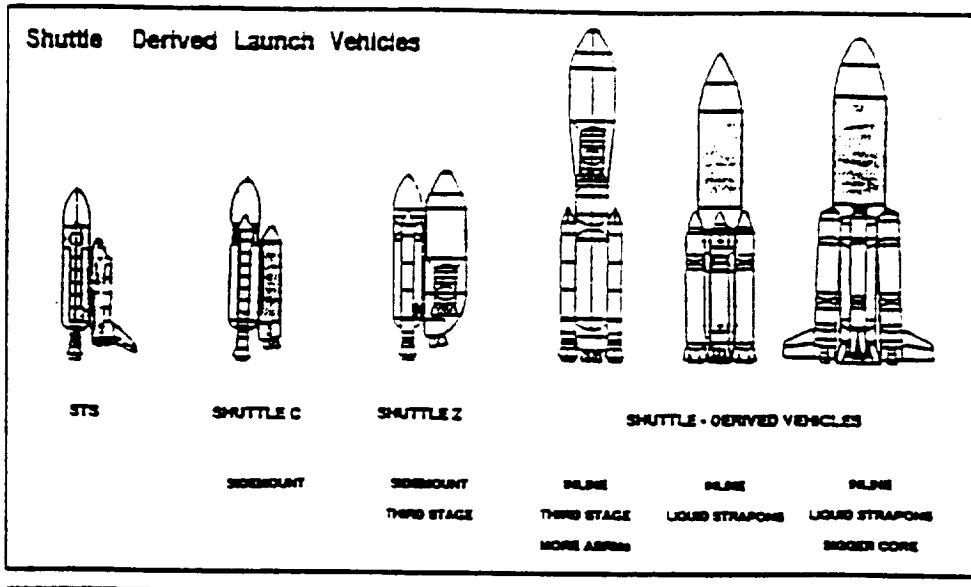 Shuttle Derived Launch Vehicles
STS
SHUTTLE C
SHUTTLE Z
SHUTTLE - DERIVED VEHICLES
SIDEMOUNT
SIDEMOUNT
INLINE
INLINE
INLINE
THIRD STAGE
THIRD STAGE
LIQUID STRAPONS
LIQUID STRAPONS
MORE ASRMs
BIGGER CORE